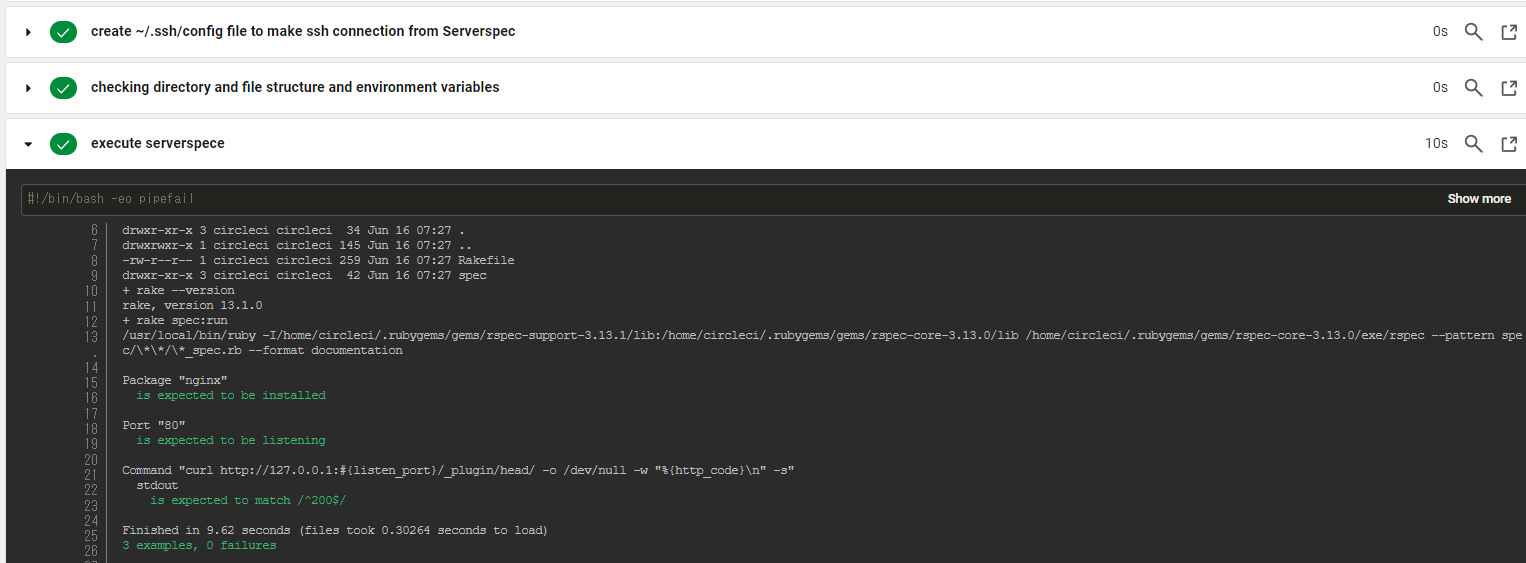 create ~/.ssh/config file to make ssh connection from Serverspec 0s
checking directory and file structure and environment variables 0s
execute serverspece 10s
#!/bin/bash -eo pipefail Show more
6 drwxr-xr-x 3 circleci circleci  34 Jun 16 07:27 .
7 drwxrwxr-x 1 circleci circleci 145 Jun 16 07:27 ..
8 -rw-r--r-- 1 circleci circleci 259 Jun 16 07:27 Rakefile
9 drwxr-xr-x 3 circleci circleci  42 Jun 16 07:27 spec
10 + rake --version
11 rake, version 13.1.0
12 + rake spec:run
13 /usr/local/bin/ruby -I/home/circleci/.rubygems/gems/rspec-support-3.13.1/lib:/home/circleci/.rubygems/gems/rspec-core-3.13.0/lib /home/circleci/.rubygems/gems/rspec-core-3.13.0/exe/rspec --pattern spe
. c/\*\*/\*_spec.rb --format documentation
14
15 Package "nginx"
16 is expected to be installed
17
18 Port "80"
19 is expected to be listening
20
21 Command "curl http://127.0.0.1:#{listen_port}/_plugin/head/ -o /dev/null -w "%{http_code}\n" -s"
22 stdout
23 is expected to match /^200$/
24
25 Finished in 9.62 seconds (files took 0.30264 seconds to load)
26 3 examples, 0 failures